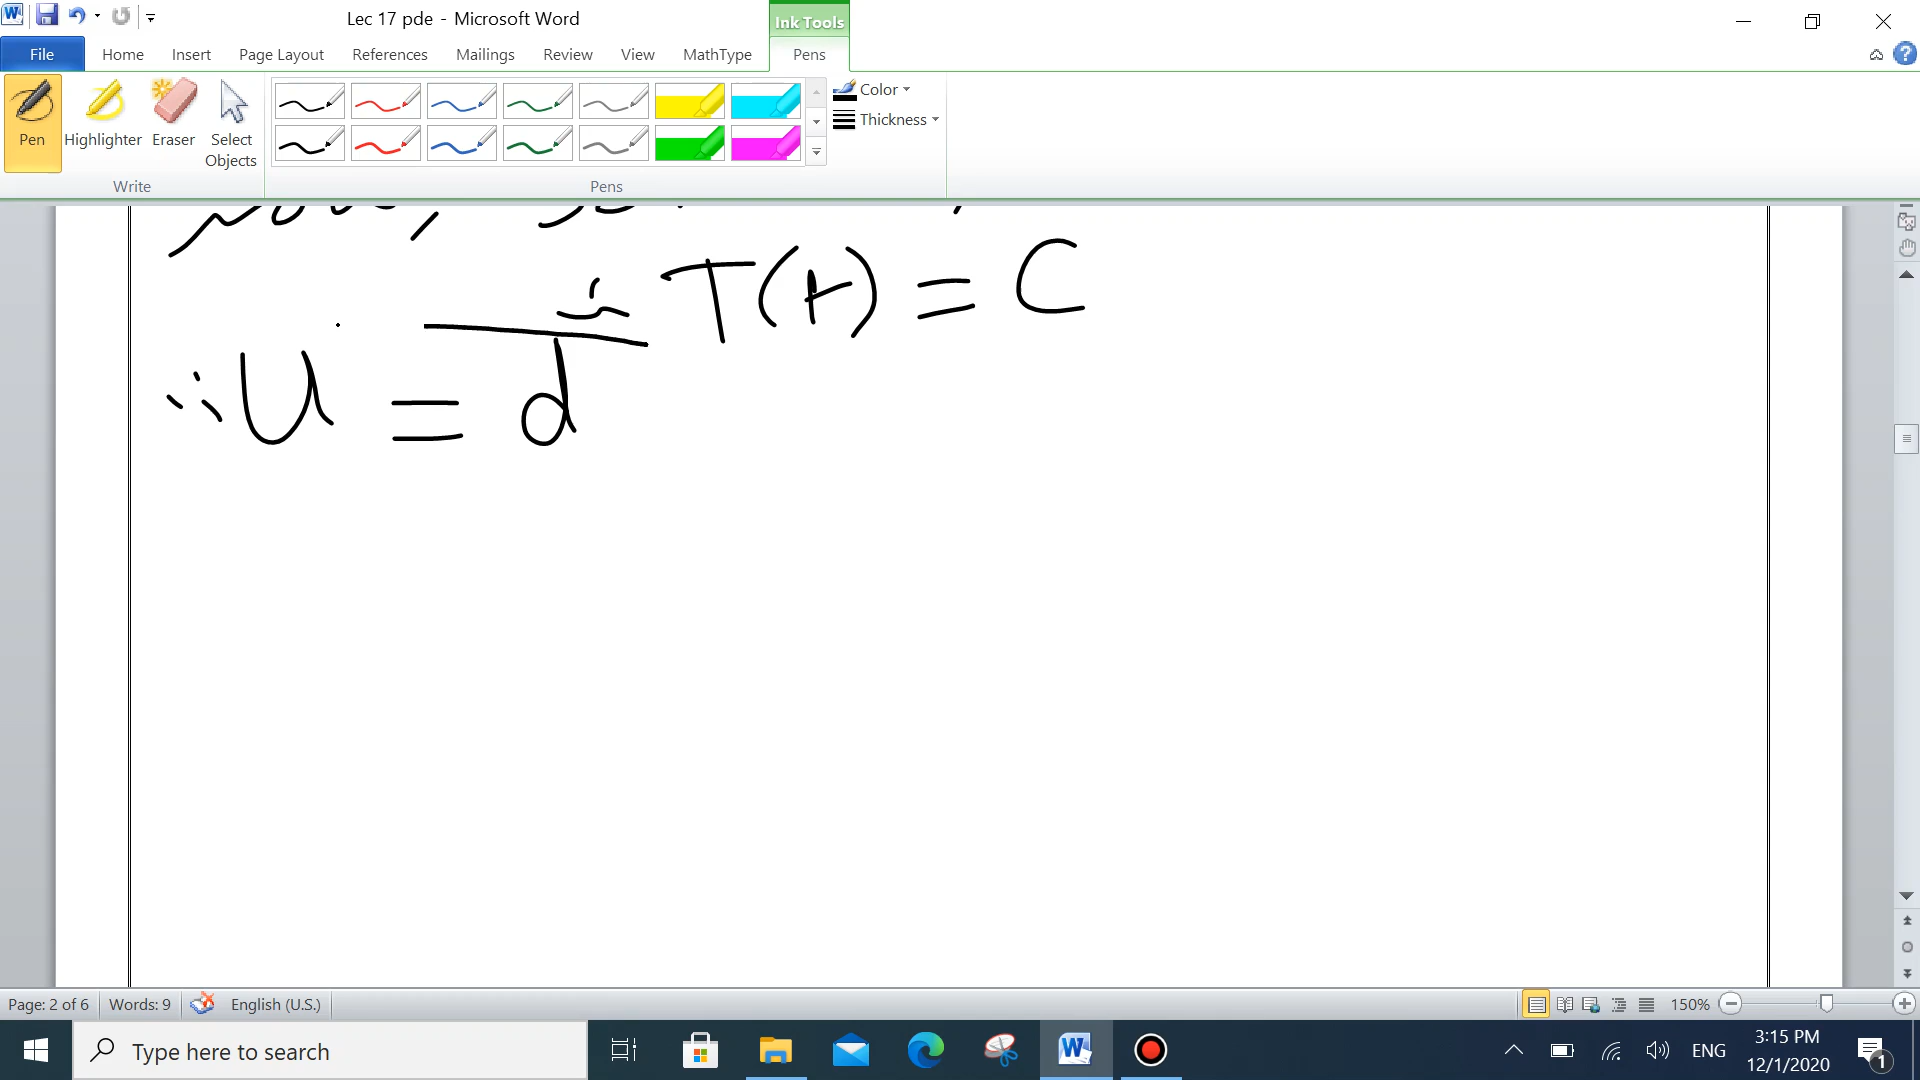 Lec 17 pde - Microsoft Word
Ink Tools
File Home Insert Page Layout References Mailings Review View MathType Pens
Pen Highlighter Eraser Select Objects
Color
Thickness
Write Pens
T(t) = C
∴ U = d
Page: 2 of 6 Words: 9 English (U.S.) 150%
Type here to search
ENG
3:15 PM
12/1/2020
1